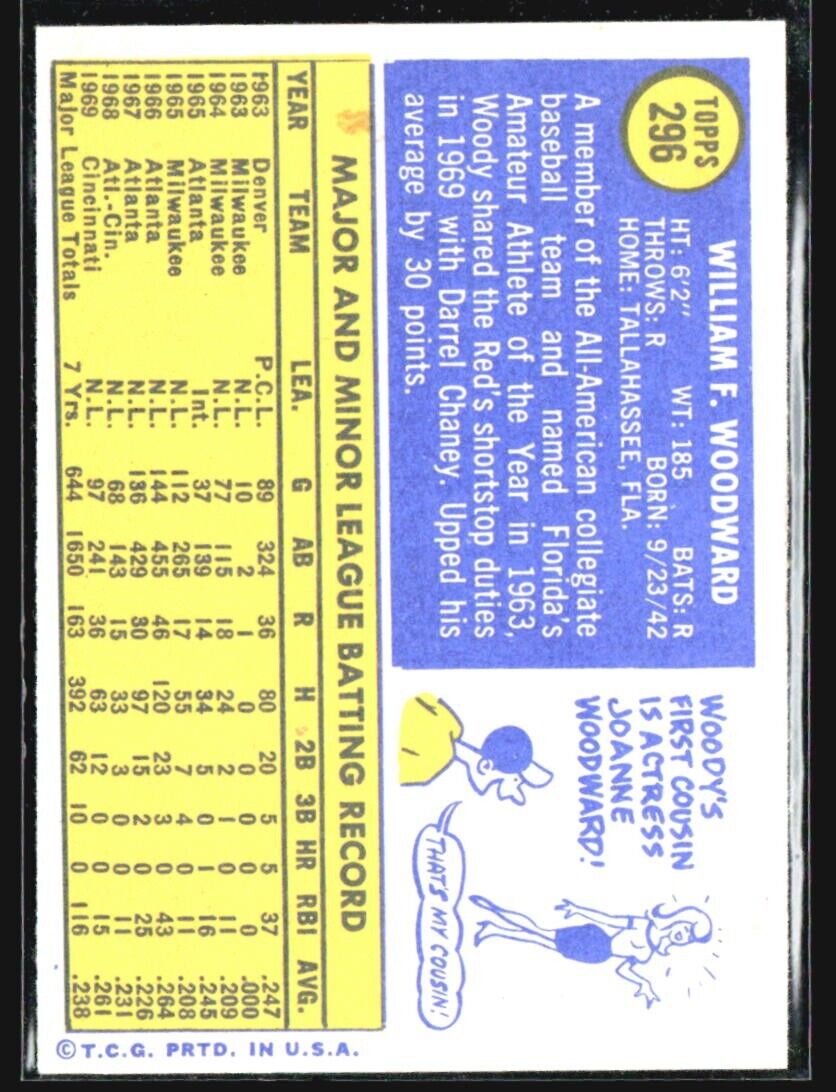 TOPPS
296
WILLIAM F. WOODWARD
HT: 6'2" WT: 185 BATS: R
THROWS: R BORN: 9/23/42
HOME: TALLAHASSEE, FLA.
A member of the All-American collegiate
baseball team and named Florida's
Amateur Athlete of the Year in 1963,
Woody shared the Red's shortstop duties
in 1969 with Darrel Chaney. Upped his
average by 30 points.
WOODY'S
FIRST COUSIN
IS ACTRESS
JOANNE
WOODWARD!
THAT'S MY COUSIN!
MAJOR AND MINOR LEAGUE BATTING RECORD
YEAR TEAM LEA. G AB R H 2B 3B HR RBI AVG.
1963 Denver P.C.L. 89 324 36 80 20 5 5 37 .247
1963 Milwaukee N.L. 10 2 1 0 0 0 0 0 .000
1964 Milwaukee N.L. 77 115 18 24 2 1 0 11 .209
1965 Atlanta Int. 37 139 14 34 5 0 1 16 .245
1965 Milwaukee N.L. 112 265 17 55 7 4 0 11 .208
1966 Atlanta N.L. 144 455 46 120 23 3 0 43 .264
1967 Atlanta N.L. 136 429 30 97 15 2 0 25 .226
1968 Atl.-Cin. N.L. 68 143 15 33 3 0 0 11 .231
1969 Cincinnati N.L. 97 241 36 63 12 0 0 15 .261
Major League Totals 7 Yrs. 644 1650 163 392 62 10 0 116 .238
© T.C.G. PRTD. IN U.S.A.